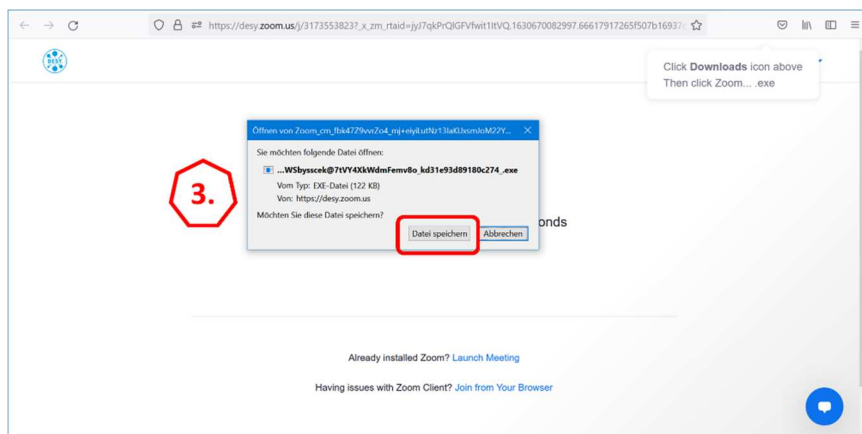 https://desy.zoom.us/j/3173553823?_x_zm_rtaid=jyJ7qkPrQlGFVfwit1ItVQ.1630670082997.66617917265f507b16937
DESY.
Click Downloads icon above
Then click Zoom... .exe
Öffnen von Zoom_cm_fbk47Z9vvrZo4_mj+eiyiLutNz13IaKUxsmJoM22Y...
Sie möchten folgende Datei öffnen:
...WSbysscek@7tVY4XkWdmFemv8o_kd31e93d89180c274_.exe
Vom Typ: EXE-Datei (122 KB)
Von: https://desy.zoom.us
Möchten Sie diese Datei speichern?
3.
onds
Datei speichern Abbrechen
Already installed Zoom? Launch Meeting
Having issues with Zoom Client? Join from Your Browser